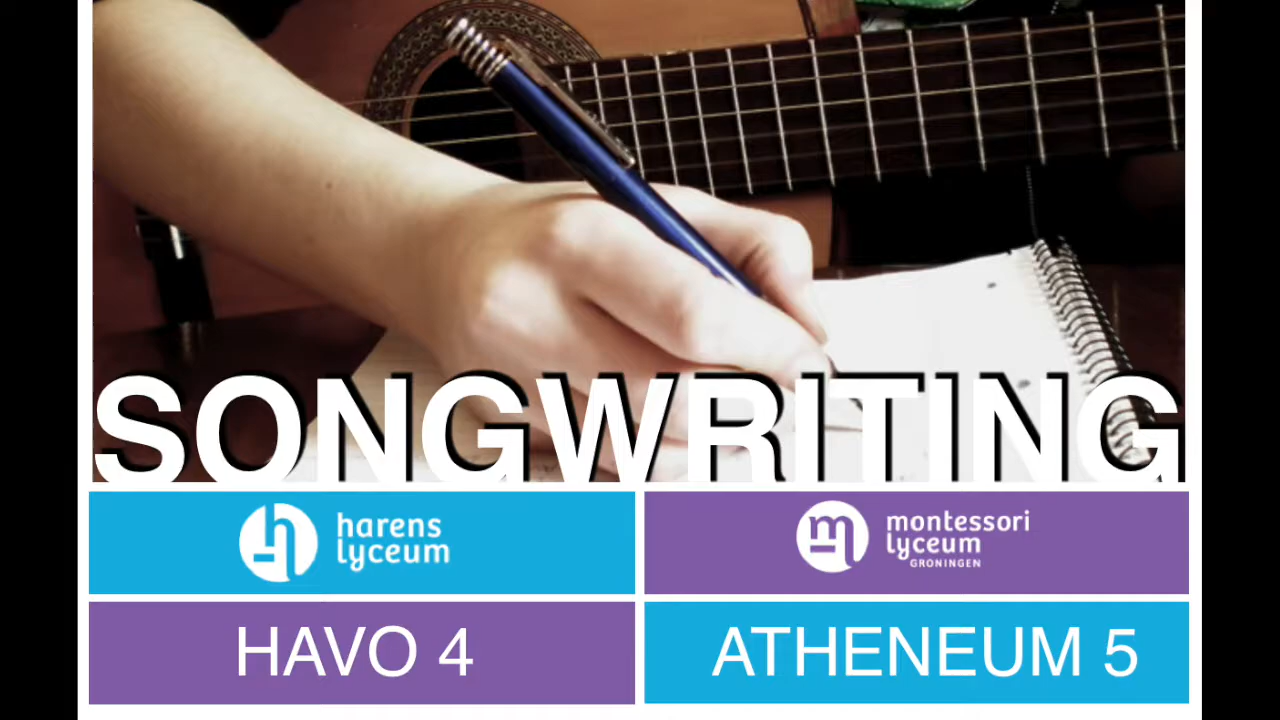 SONGWRITING
harens
lyceum
montessori
lyceum
GRONINGEN
HAVO 4
ATHENEUM 5